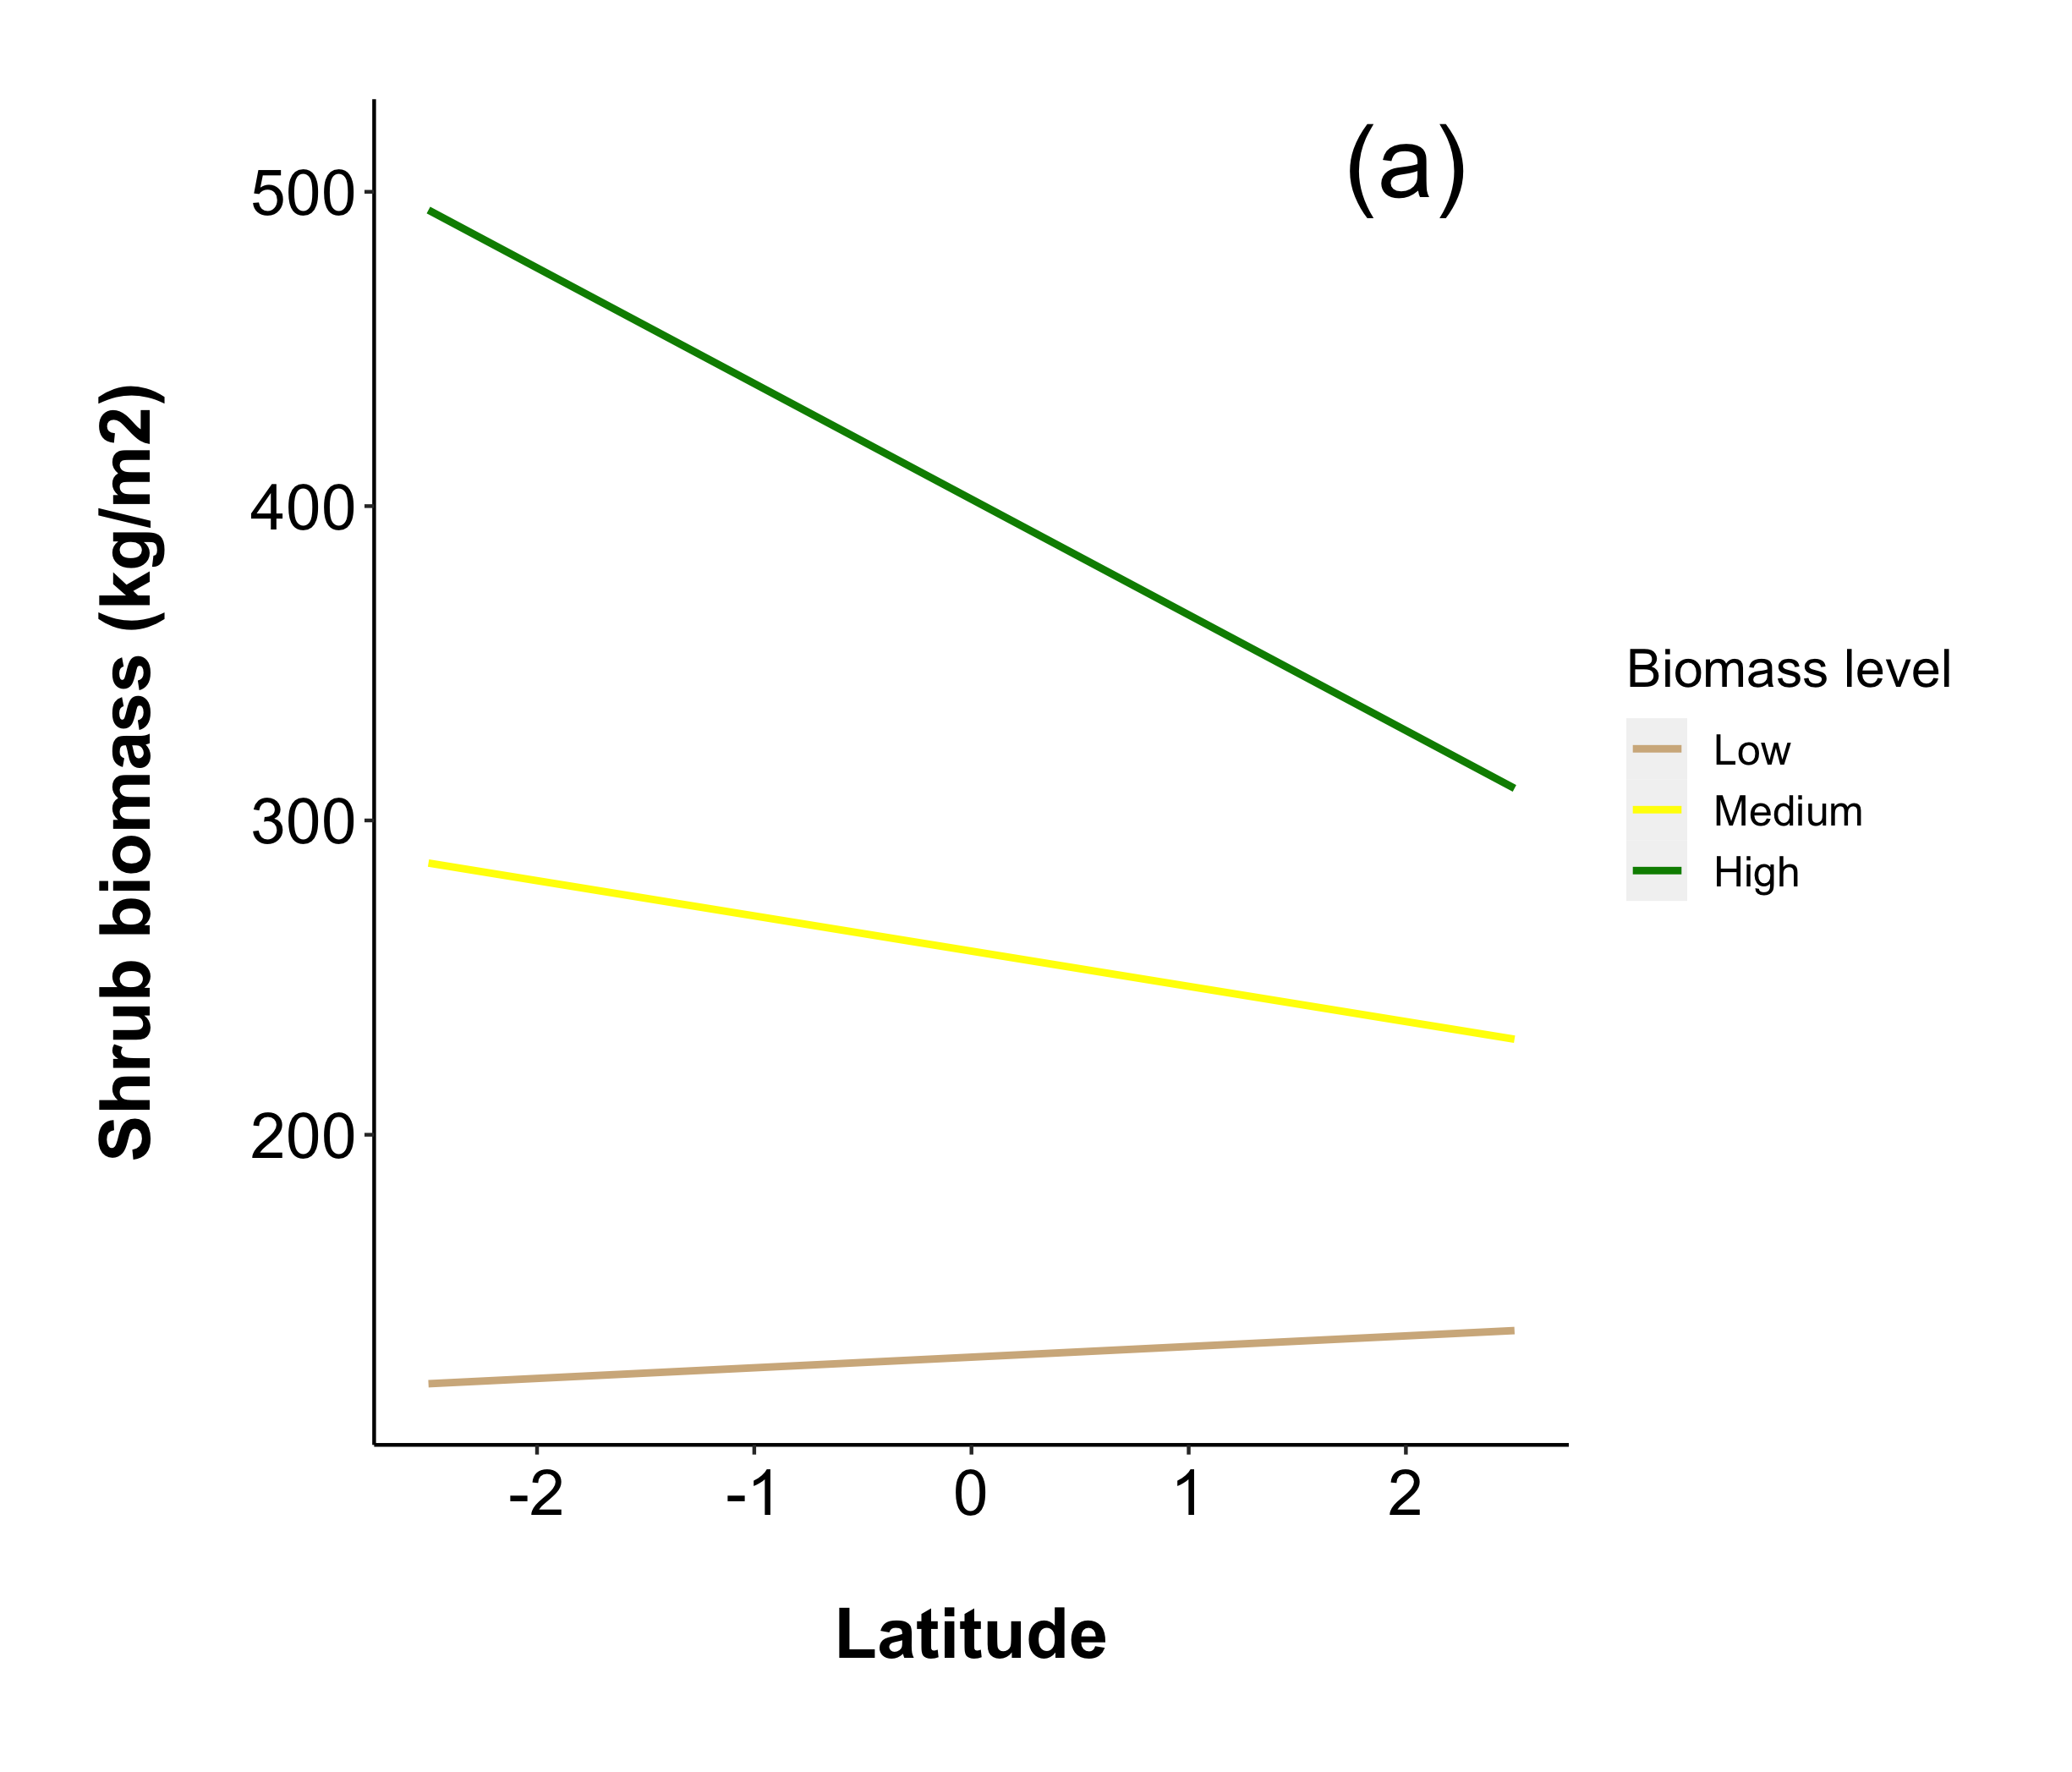 (a)
500
400
300
200
Shrub biomass (kg/m2)
-2 -1 0 1 2
Latitude
Biomass level
Low
Medium
High